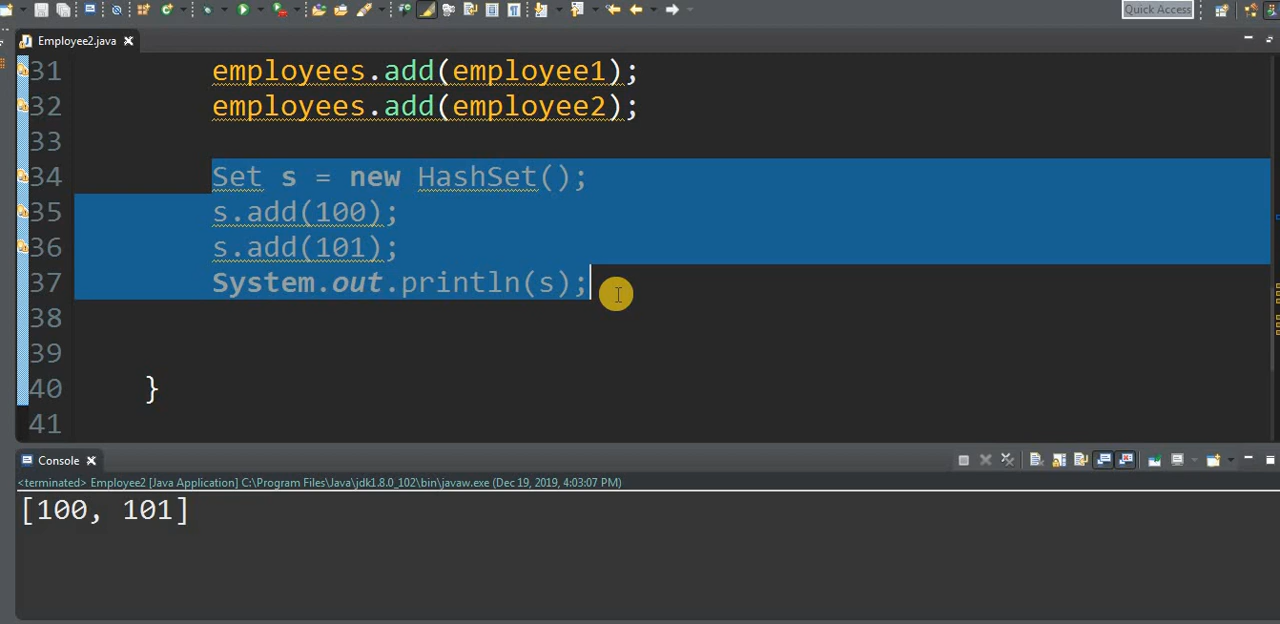 Quick Access
Employee2.java
31 employees.add(employee1);
32 employees.add(employee2);
33
34 Set s = new HashSet();
35 s.add(100);
36 s.add(101);
37 System.out.println(s);
38
39
40 }
41
Console
<terminated> Employee2 [Java Application] C:\Program Files\Java\jdk1.8.0_102\bin\javaw.exe (Dec 19, 2019, 4:03:07 PM)
[100, 101]